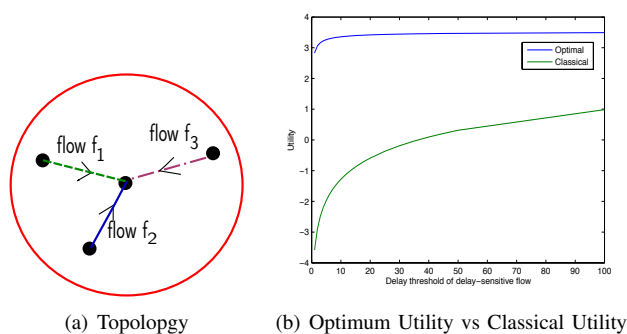 flow f1
flow f3
flow f2
(a) Topolopgy
4
3
2
1
0
-1
-2
-3
-4
Utility
Optimal
Classical
0 10 20 30 40 50 60 70 80 90 100
Delay threshold of delay-sensitive flow
(b) Optimum Utility vs Classical Utility